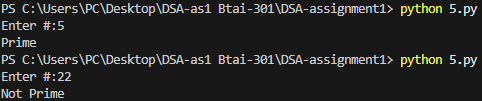 PS C:\Users\PC\Desktop\DSA-as1 Btai-301\DSA-assignment1> python 5.py
Enter #:5
Prime
PS C:\Users\PC\Desktop\DSA-as1 Btai-301\DSA-assignment1> python 5.py
Enter #:22
Not Prime